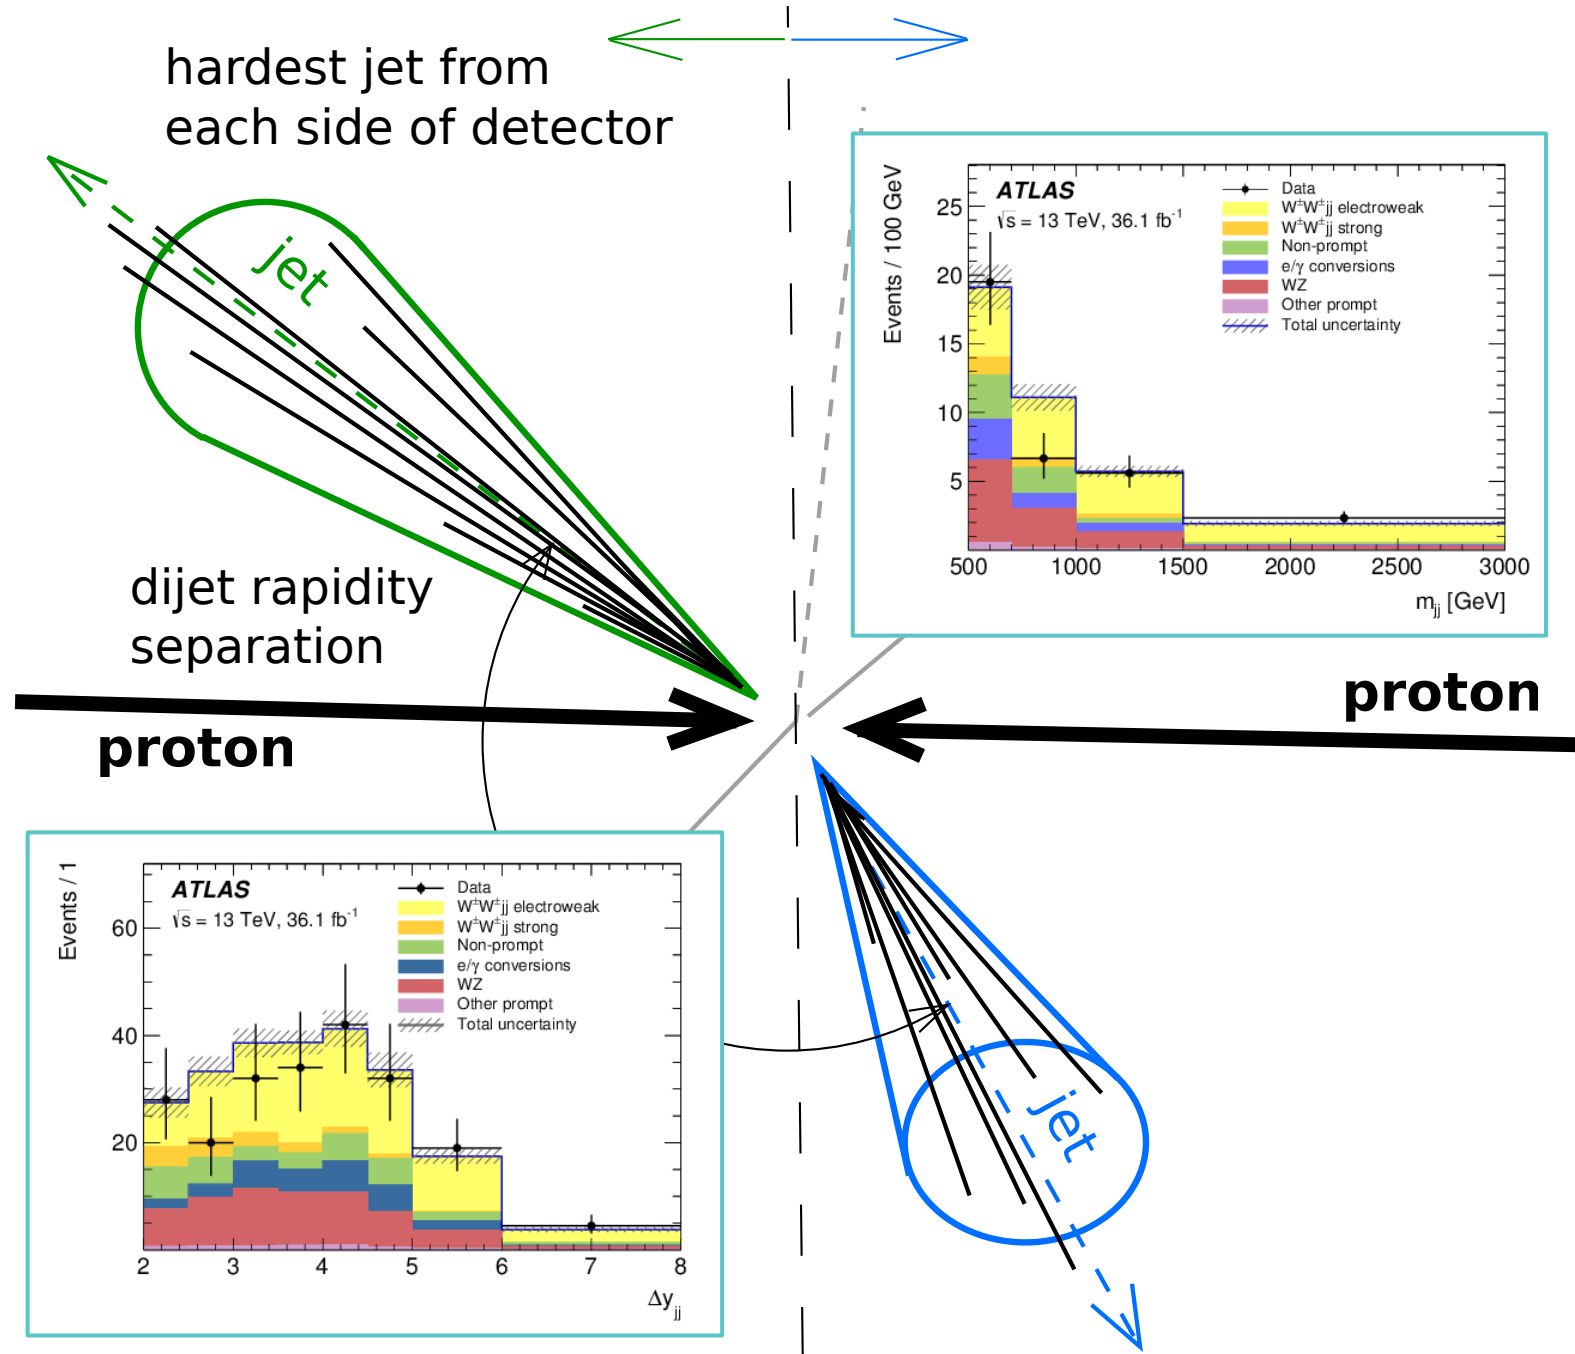 hardest jet from
each side of detector
jet
Events / 100 GeV
ATLAS
√s = 13 TeV, 36.1 fb⁻¹
Data
W±W±jj electroweak
W±W±jj strong
Non-prompt
e/γ conversions
WZ
Other prompt
Total uncertainty
25
20
15
10
5
500 1000 1500 2000 2500 3000
mjj [GeV]
dijet rapidity
separation
proton
proton
Events / 1
ATLAS
√s = 13 TeV, 36.1 fb⁻¹
Data
W±W±jj electroweak
W±W±jj strong
Non-prompt
e/γ conversions
WZ
Other prompt
Total uncertainty
60
40
20
2 3 4 5 6 7 8
Δyjj
jet